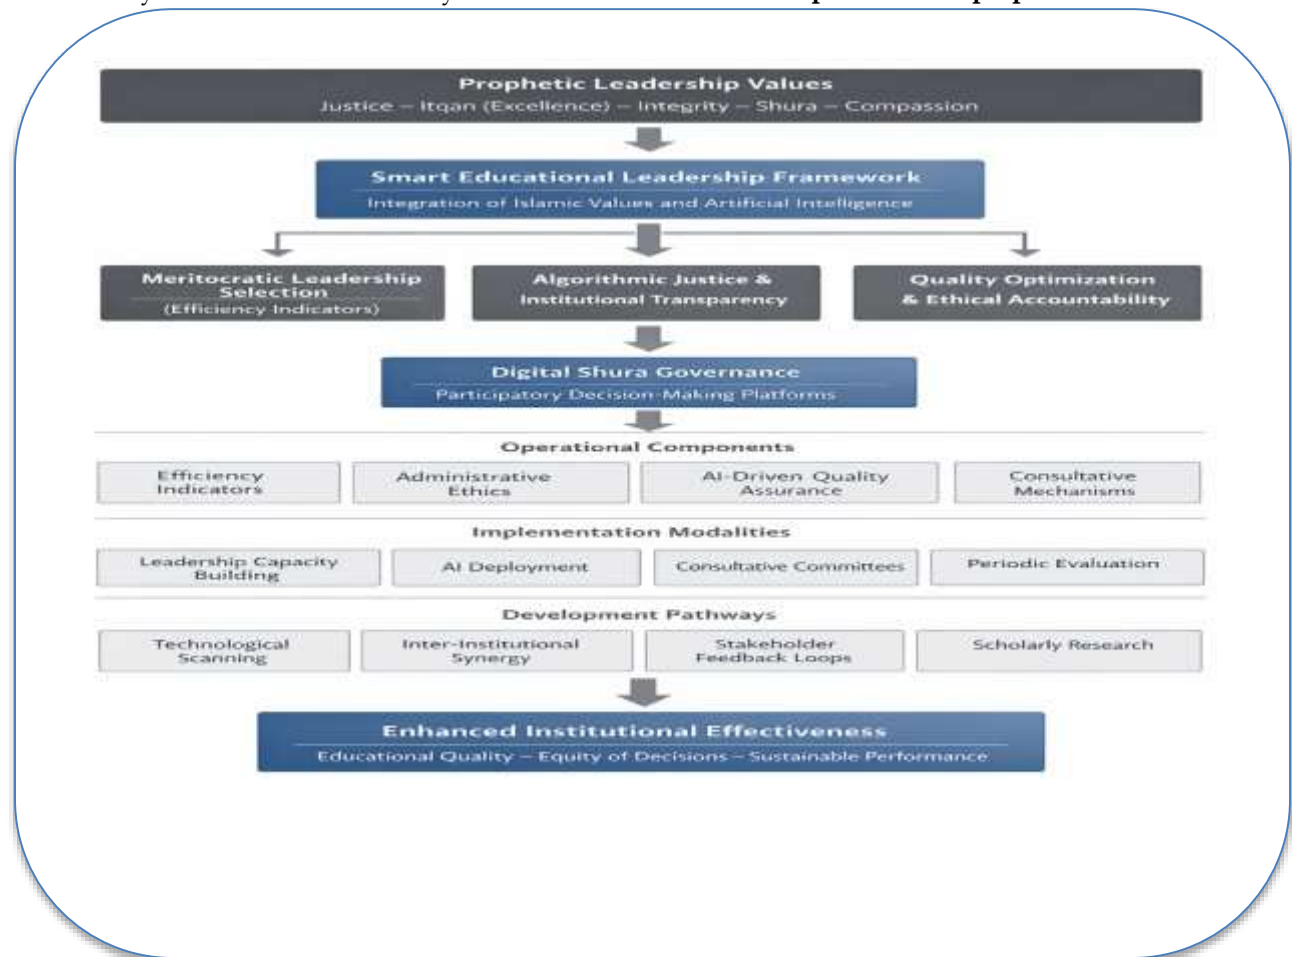 Prophetic Leadership Values
Justice – Itqan (Excellence) – Integrity – Shura – Compassion
Smart Educational Leadership Framework
Integration of Islamic Values and Artificial Intelligence
Meritocratic Leadership
Selection
(Efficiency Indicators)
Algorithmic Justice &
Institutional Transparency
Quality Optimization
& Ethical Accountability
Digital Shura Governance
Participatory Decision-Making Platforms
Operational Components
Efficiency
Indicators
Administrative
Ethics
AI-Driven Quality
Assurance
Consultative
Mechanisms
Implementation Modalities
Leadership Capacity
Building
AI Deployment
Consultative Committees
Periodic Evaluation
Development Pathways
Technological
Scanning
Inter-Institutional
Synergy
Stakeholder
Feedback Loops
Scholarly Research
Enhanced Institutional Effectiveness
Educational Quality – Equity of Decisions – Sustainable Performance